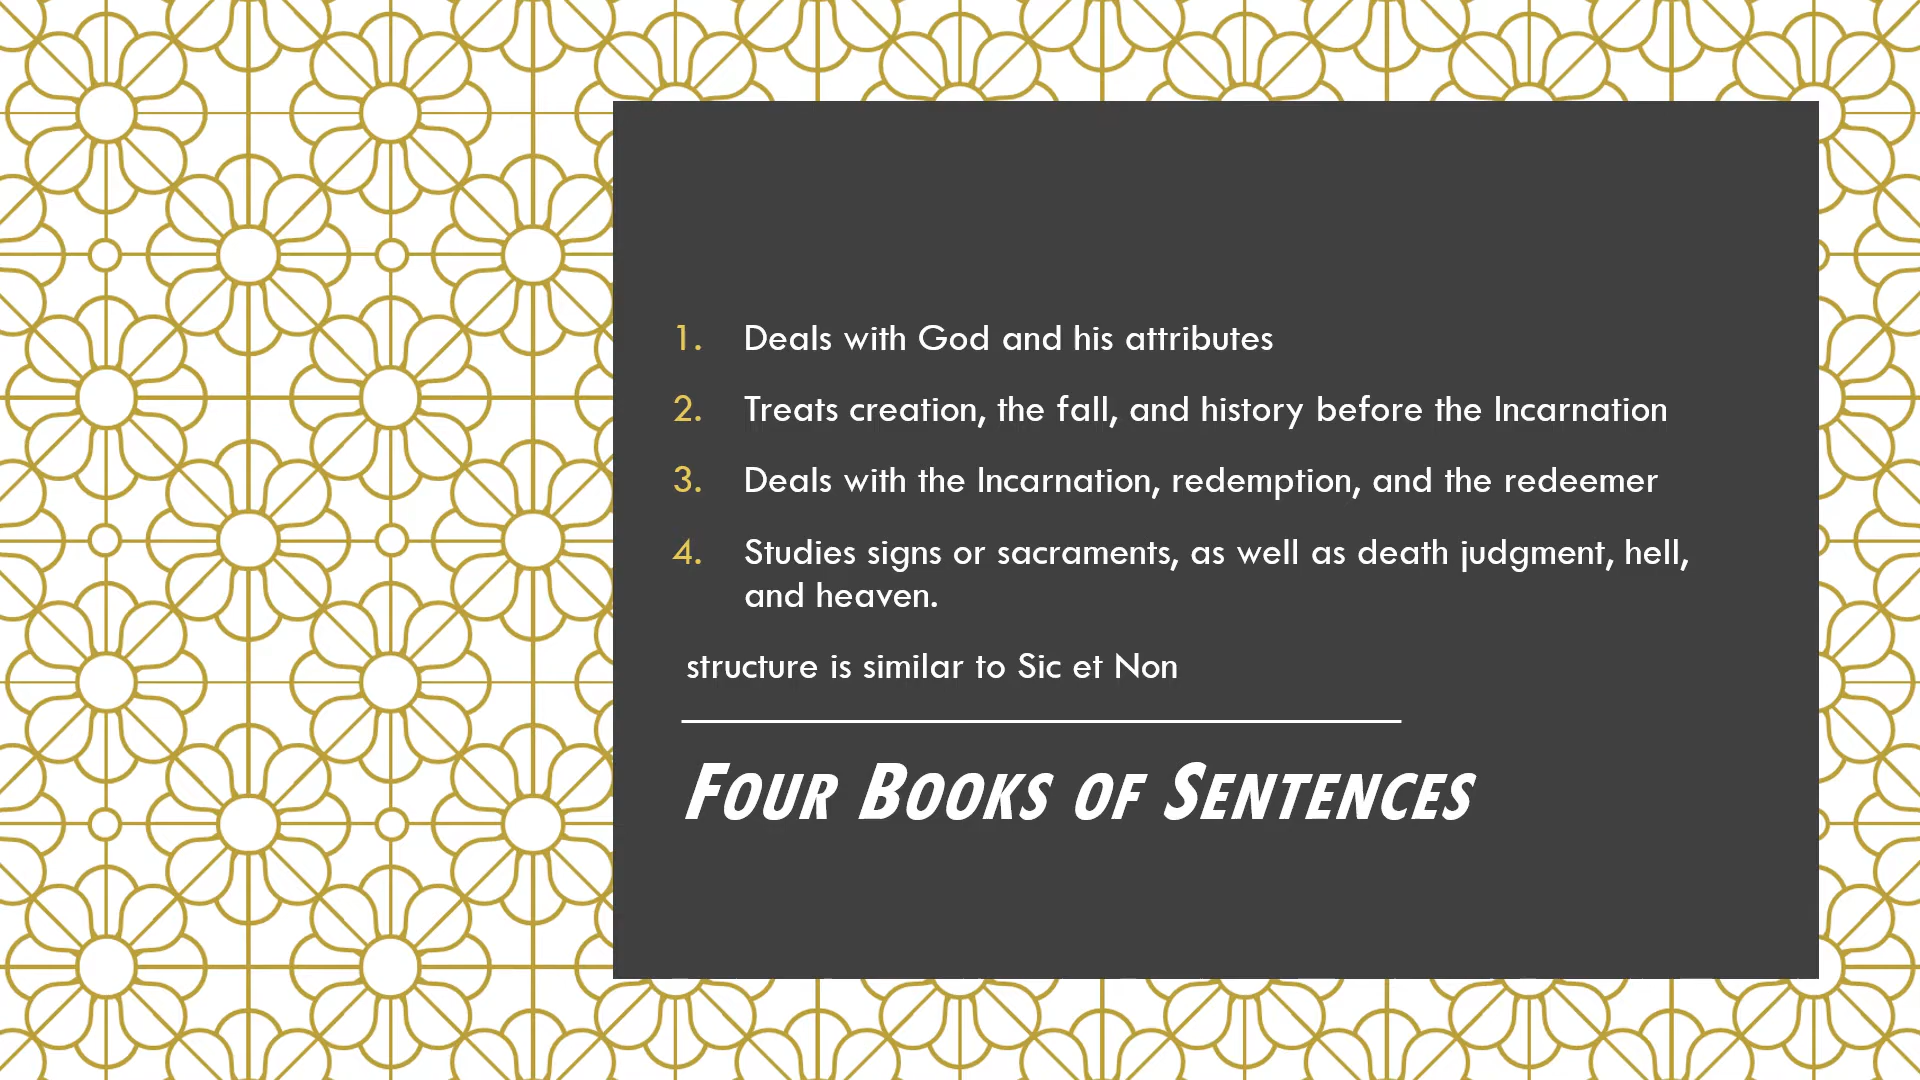 1. Deals with God and his attributes
2. Treats creation, the fall, and history before the Incarnation
3. Deals with the Incarnation, redemption, and the redeemer
4. Studies signs or sacraments, as well as death judgment, hell,
and heaven.
structure is similar to Sic et Non
Four Books of Sentences